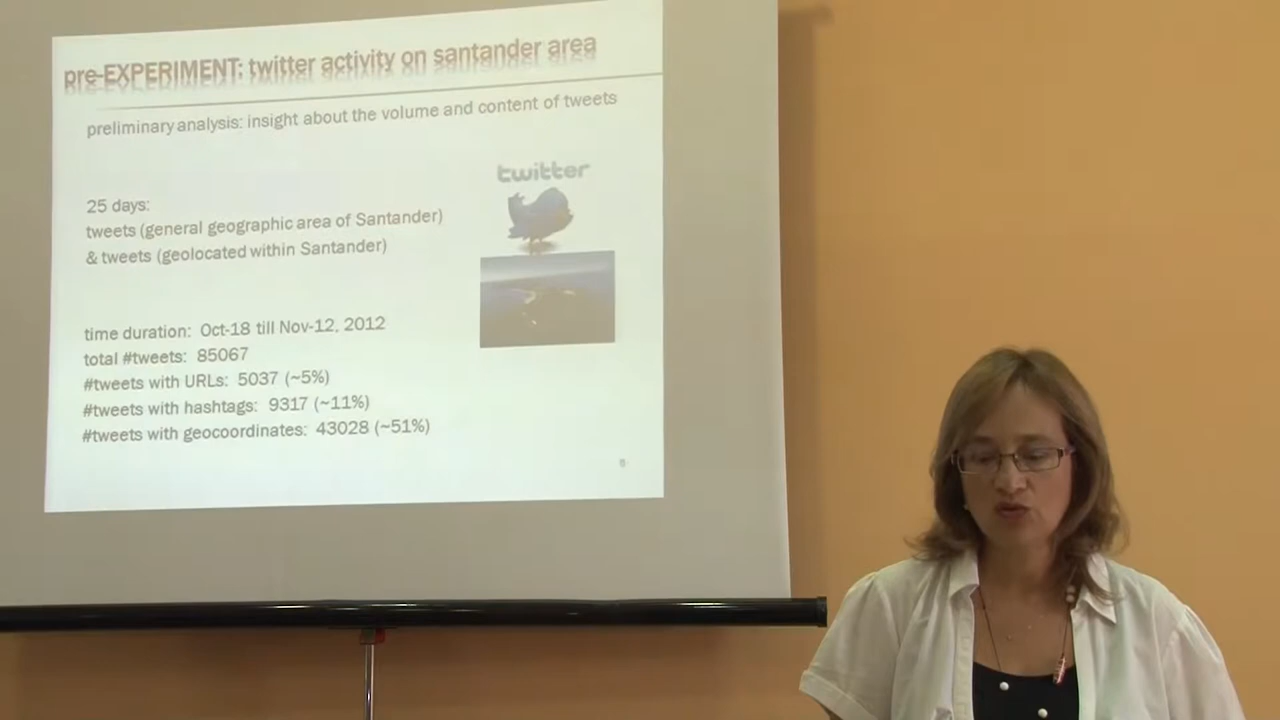 pre-EXPERIMENT: twitter activity on santander area
preliminary analysis: insight about the volume and content of tweets
twitter
25 days:
tweets (general geographic area of Santander)
& tweets (geolocated within Santander)
time duration: Oct-18 till Nov-12, 2012
total #tweets: 85067
#tweets with URLs: 5037 (~5%)
#tweets with hashtags: 9317 (~11%)
#tweets with geocoordinates: 43028 (~51%)